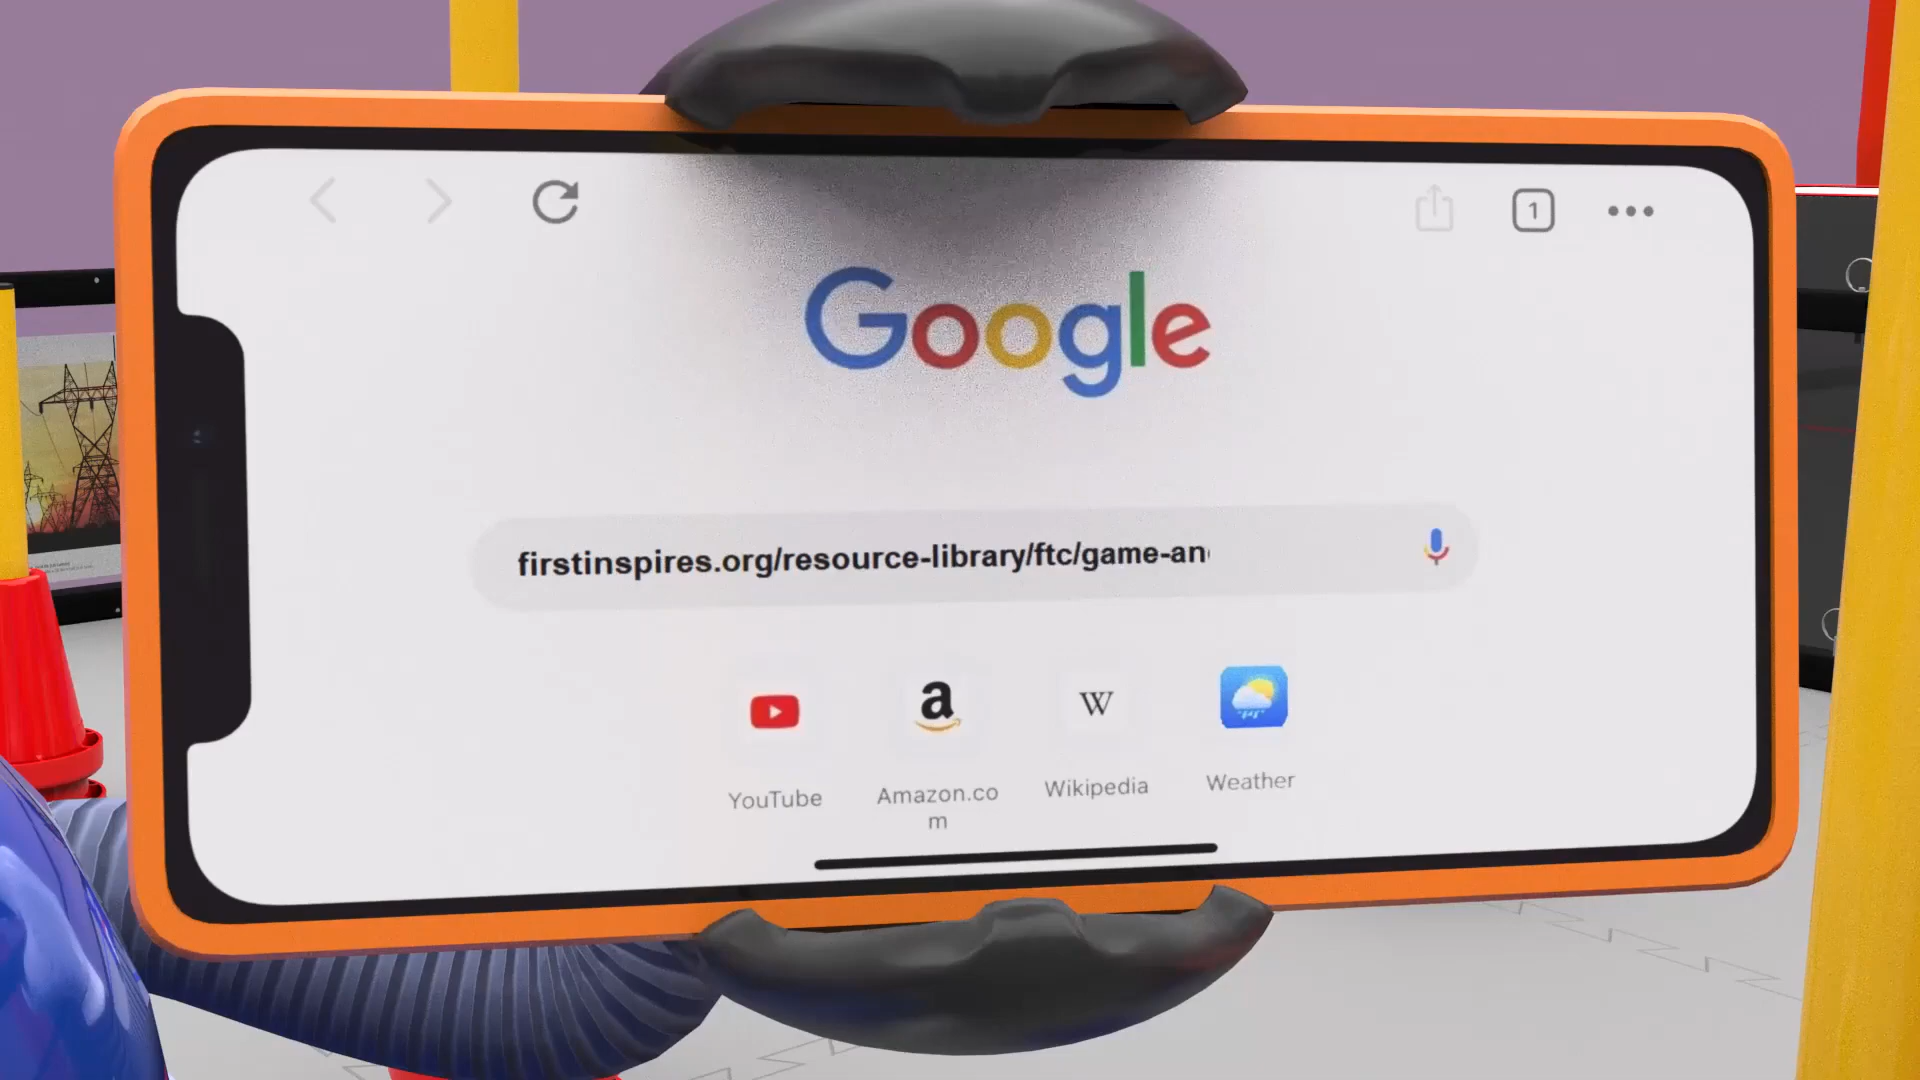 1
Google
firstinspires.org/resource-library/ftc/game-an
YouTube
Amazon.co
m
Wikipedia
Weather
a
W